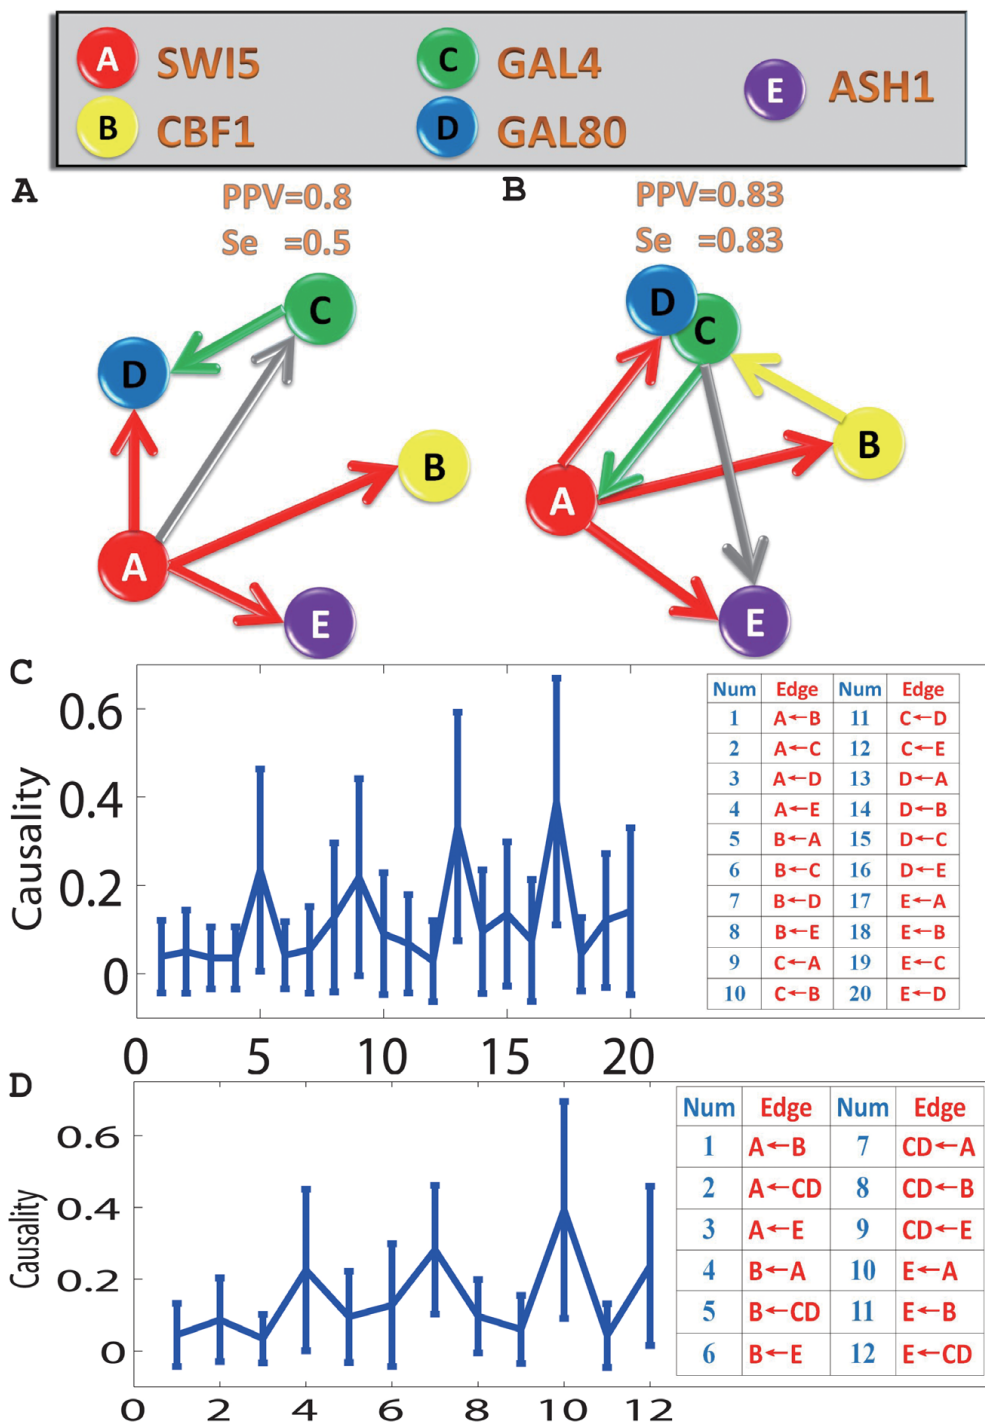 A SWI5 C GAL4 E ASH1
B CBF1 D GAL80
A PPV=0.8 B PPV=0.83
Se =0.5 Se =0.83
D C
D C
B B
A A
E E
C
Causality
0.6
0.4
0.2
0
0 5 10 15 20
Num Edge Num Edge
1 A←B 11 C←D
2 A←C 12 C←E
3 A←D 13 D←A
4 A←E 14 D←B
5 B←A 15 D←C
6 B←C 16 D←E
7 B←D 17 E←A
8 B←E 18 E←B
9 C←A 19 E←C
10 C←B 20 E←D
D
Causality
0.6
0.4
0.2
0
0 2 4 6 8 10 12
Num Edge Num Edge
1 A←B 7 CD←A
2 A←CD 8 CD←B
3 A←E 9 CD←E
4 B←A 10 E←A
5 B←CD 11 E←B
6 B←E 12 E←CD